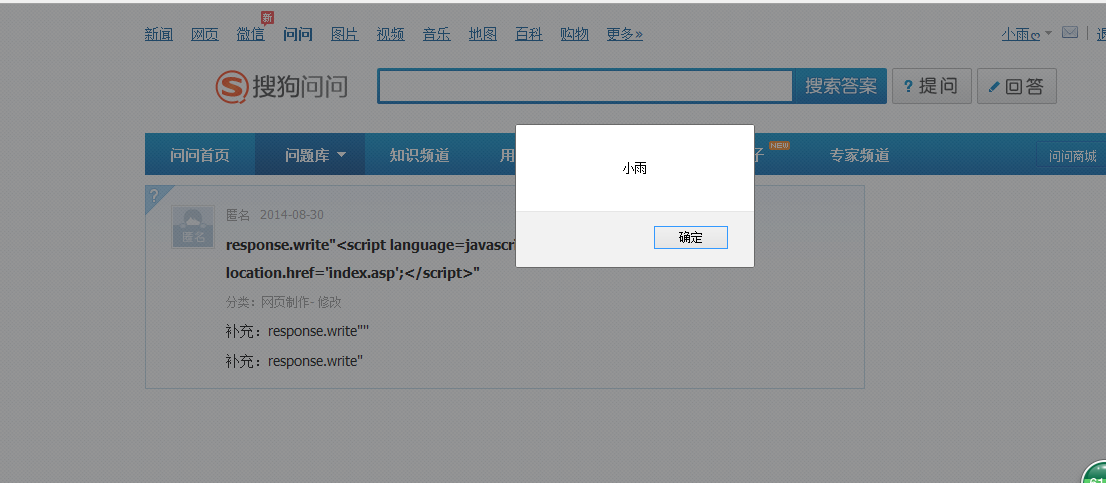 新
新闻 网页 微信 问问 图片 视频 音乐 地图 百科 购物 更多»
小雨ღ
搜狗问问
搜索答案
? 提问
回答
问问首页 问题库 知识频道 用 子 NEW 专家频道 问问商城
小雨
确定
?
匿名
匿名 2014-08-30
response.write"<script language=javascri
location.href='index.asp';</script>"
分类：网页制作- 修改
补充：response.write""
补充：response.write"
61